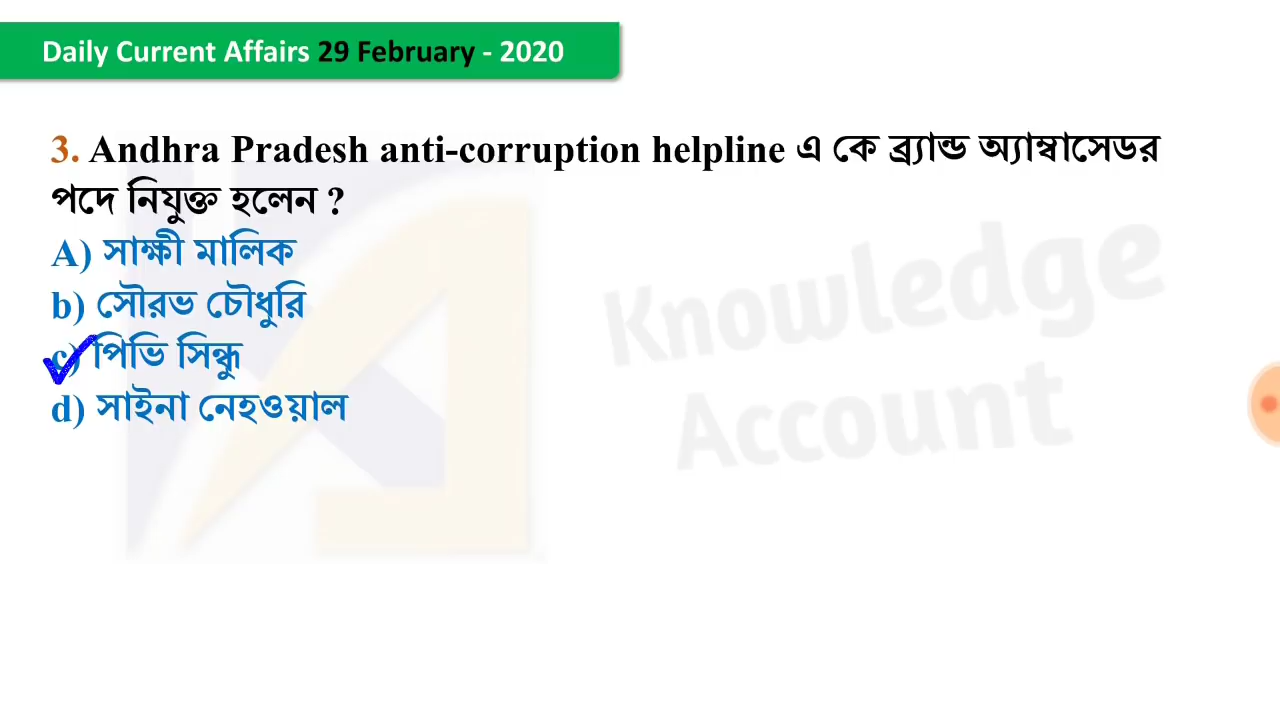 Daily Current Affairs 29 February - 2020
3. Andhra Pradesh anti-corruption helpline এ কে ব্র্যান্ড অ্যাম্বাসেডর
পদে নিযুক্ত হলেন ?
A) সাক্ষী মালিক
b) সৌরভ চৌধুরি
c) পিভি সিন্ধু
d) সাইনা নেহওয়াল
Knowledge
Account